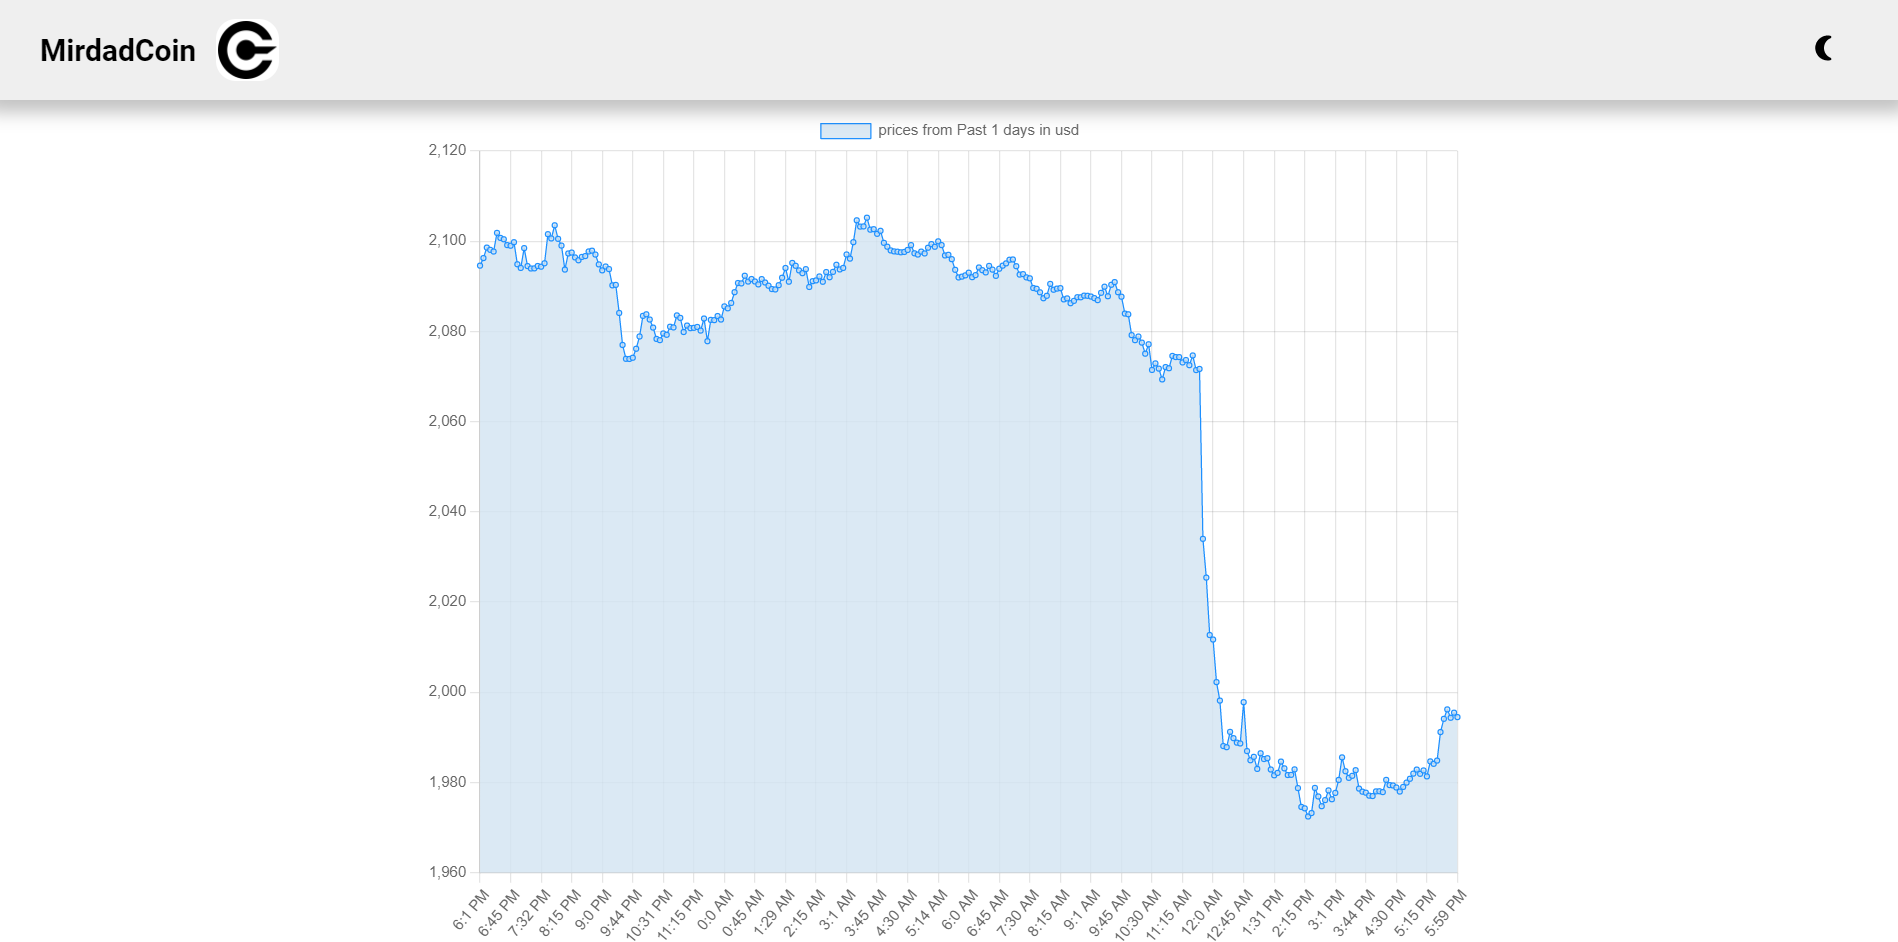 MirdadCoin
prices from Past 1 days in usd
2,120
2,100
2,080
2,060
2,040
2,020
2,000
1,980
1,960
6:1 PM
6:45 PM
7:32 PM
8:15 PM
9:0 PM
9:44 PM
10:31 PM
11:15 PM
0:0 AM
0:45 AM
1:29 AM
2:15 AM
3:1 AM
3:45 AM
4:30 AM
5:14 AM
6:0 AM
6:45 AM
7:30 AM
8:15 AM
9:1 AM
9:45 AM
10:30 AM
11:15 AM
12:0 AM
12:45 AM
1:31 PM
2:15 PM
3:1 PM
3:44 PM
4:30 PM
5:15 PM
5:59 PM